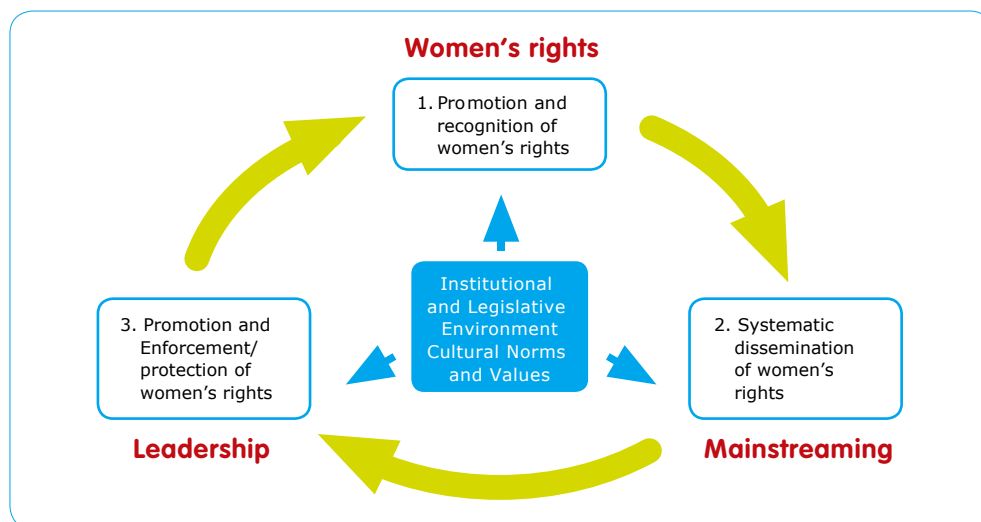 Women's rights
1. Promotion and
recognition of
women's rights
Institutional
and Legislative
Environment
Cultural Norms
and Values
3. Promotion and
Enforcement/
protection of
women's rights
2. Systematic
dissemination
of women's
rights
Leadership
Mainstreaming